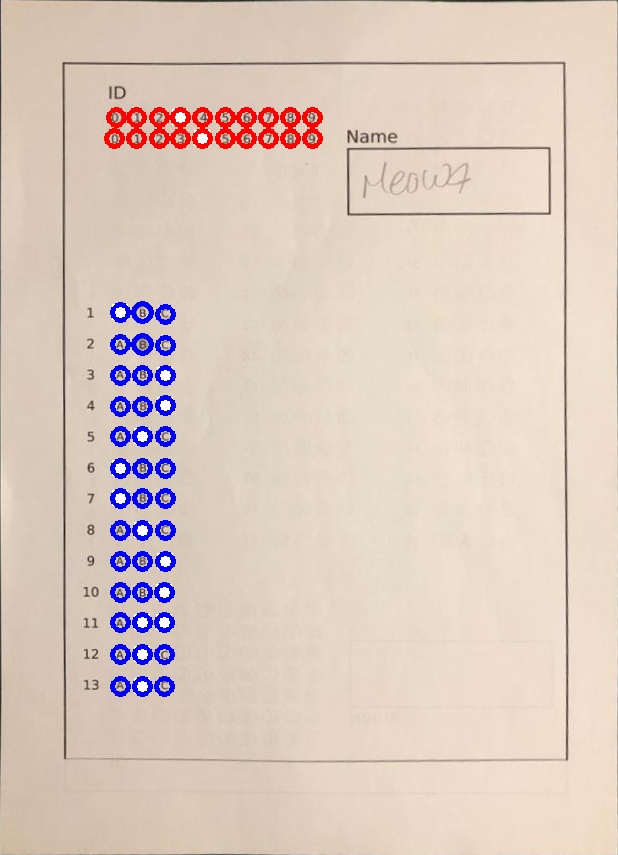 ID
0 1 2 4 5 6 7 8 9
0 1 2 3 5 6 7 8 9
Name
Meow7
1 B C
2 A B C
3 A B
4 A B
5 A C
6 B C
7 B C
8 A C
9 A B
10 A B
11 A
12 A C
13 A C